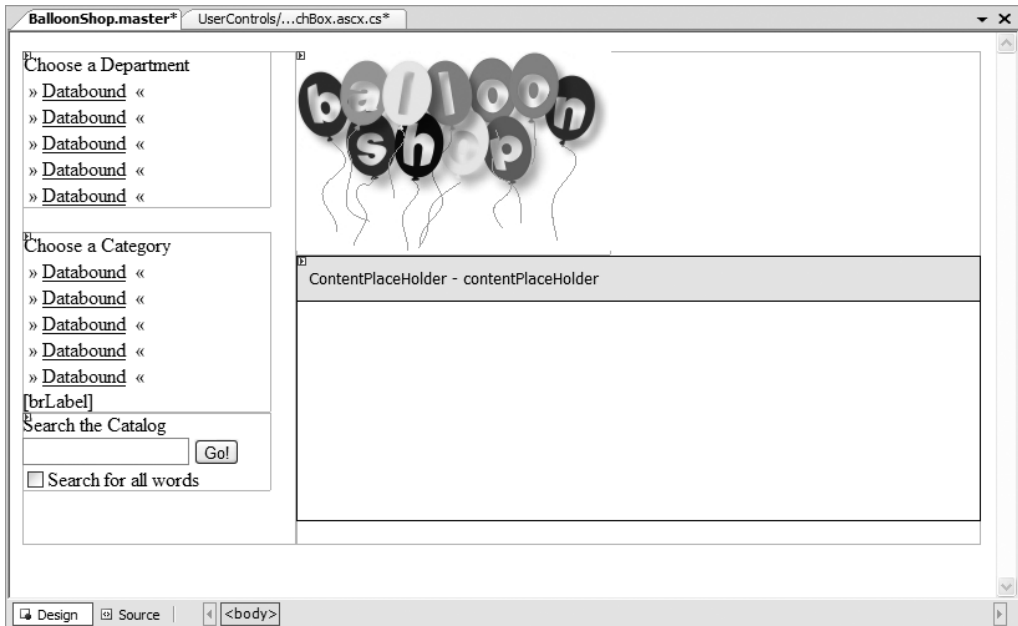 BalloonShop.master* UserControls/...chBox.ascx.cs*
Choose a Department
» Databound «
» Databound «
» Databound «
» Databound «
» Databound «
Choose a Category
» Databound «
» Databound «
» Databound «
» Databound «
» Databound «
[brLabel]
Search the Catalog
Go!
Search for all words
balloon
shop
ContentPlaceHolder - contentPlaceHolder
Design Source <body>